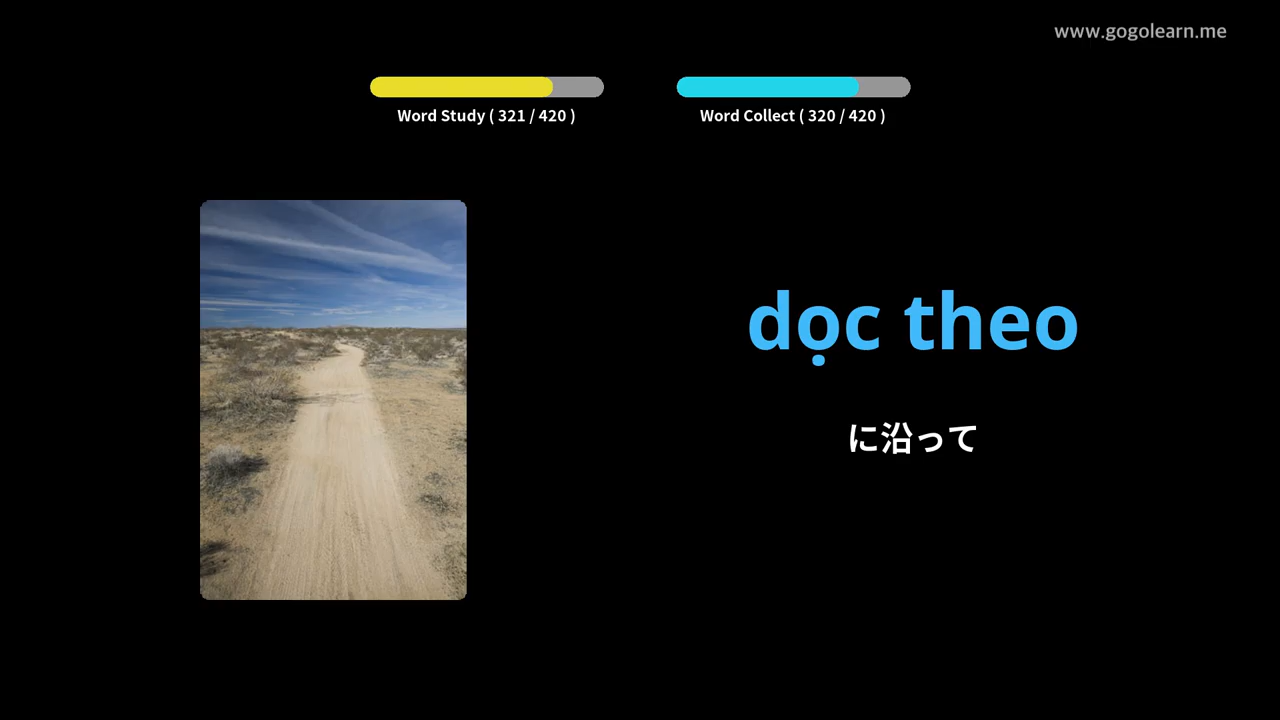 www.gogolearn.me
Word Study ( 321 / 420 )
Word Collect ( 320 / 420 )
dọc theo
に沿って